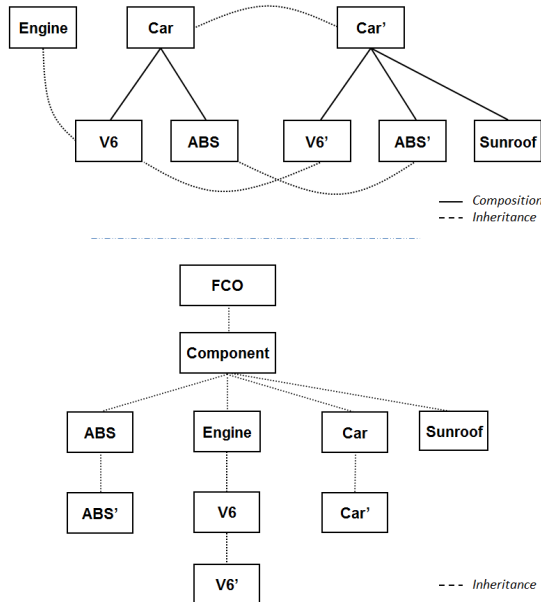 Engine
Car
Car’
V6
ABS
V6’
ABS’
Sunroof
Composition
Inheritance
FCO
Component
ABS
Engine
Car
Sunroof
ABS’
V6
Car’
V6’
Inheritance